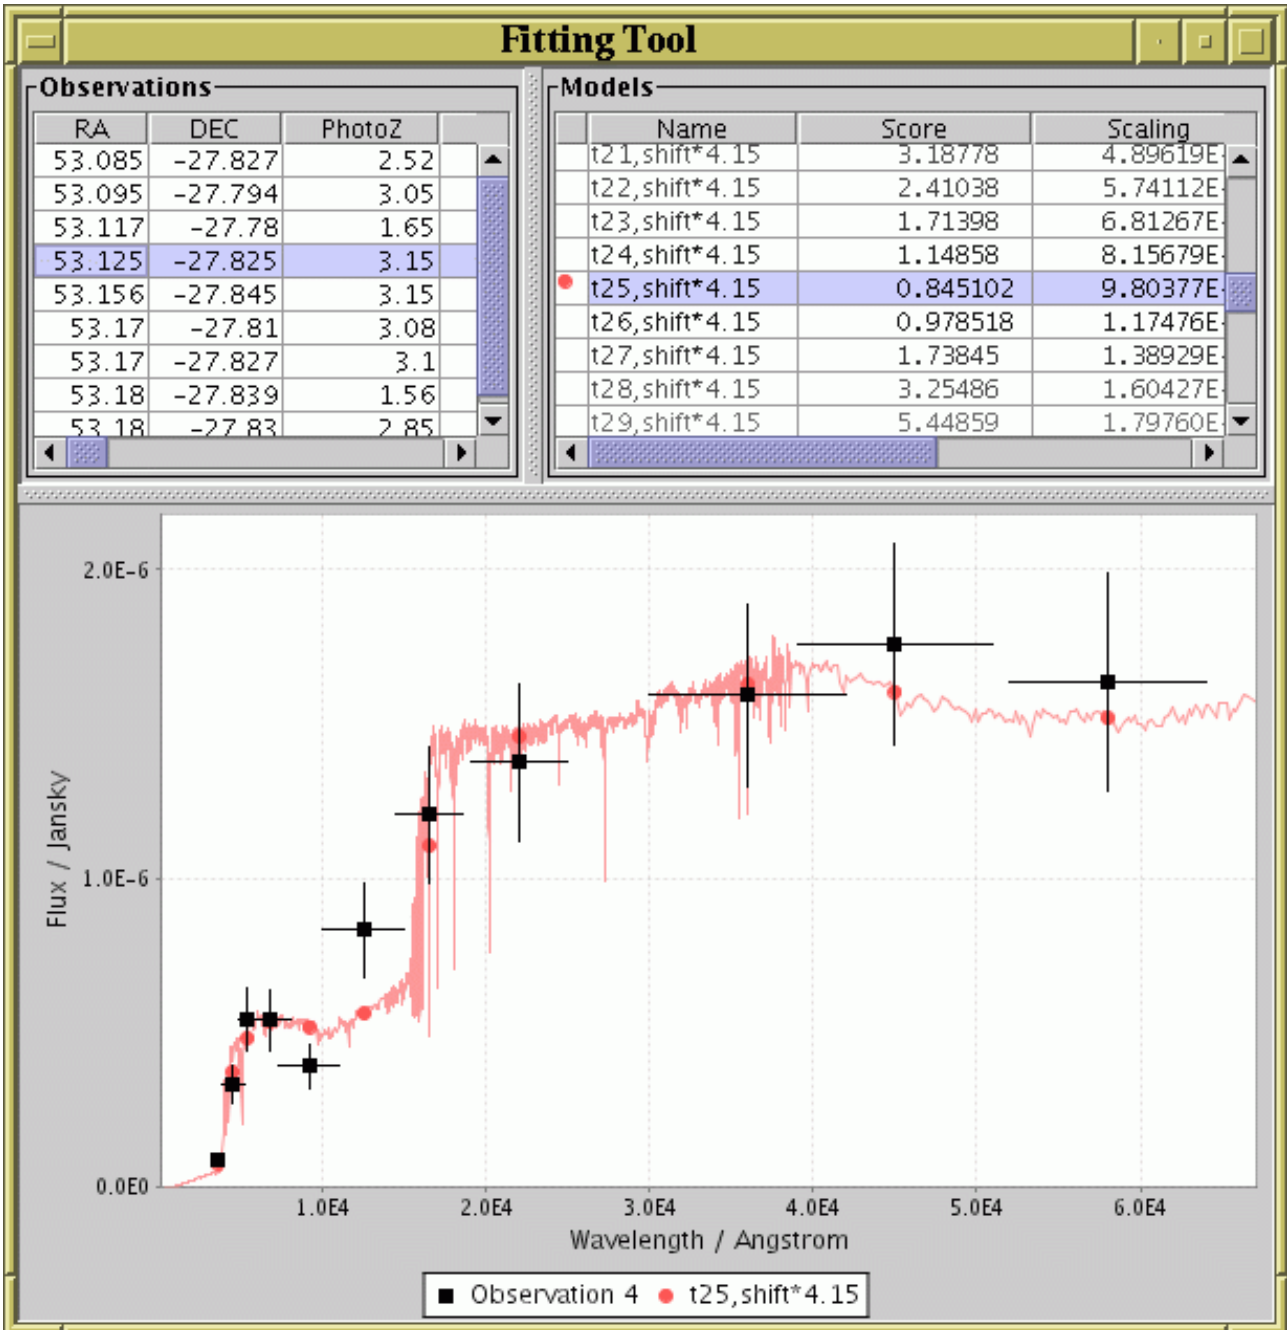 Fitting Tool
Observations
RA DEC PhotoZ
53.085 -27.827 2.52
53.095 -27.794 3.05
53.117 -27.78 1.65
53.125 -27.825 3.15
53.156 -27.845 3.15
53.17 -27.81 3.08
53.17 -27.827 3.1
53.18 -27.839 1.56
53.18 -27.83 2.85
Models
Name Score Scaling
t21,shift*4.15 3.18778 4.89619E-
t22,shift*4.15 2.41038 5.74112E-
t23,shift*4.15 1.71398 6.81267E-
t24,shift*4.15 1.14858 8.15679E-
t25,shift*4.15 0.845102 9.80377E-
t26,shift*4.15 0.978518 1.17476E-
t27,shift*4.15 1.73845 1.38929E-
t28,shift*4.15 3.25486 1.60427E-
t29,shift*4.15 5.44859 1.79760E-
Flux / Jansky
2.0E-6
1.0E-6
0.0E0
1.0E4 2.0E4 3.0E4 4.0E4 5.0E4 6.0E4
Wavelength / Angstrom
Observation 4 t25,shift*4.15